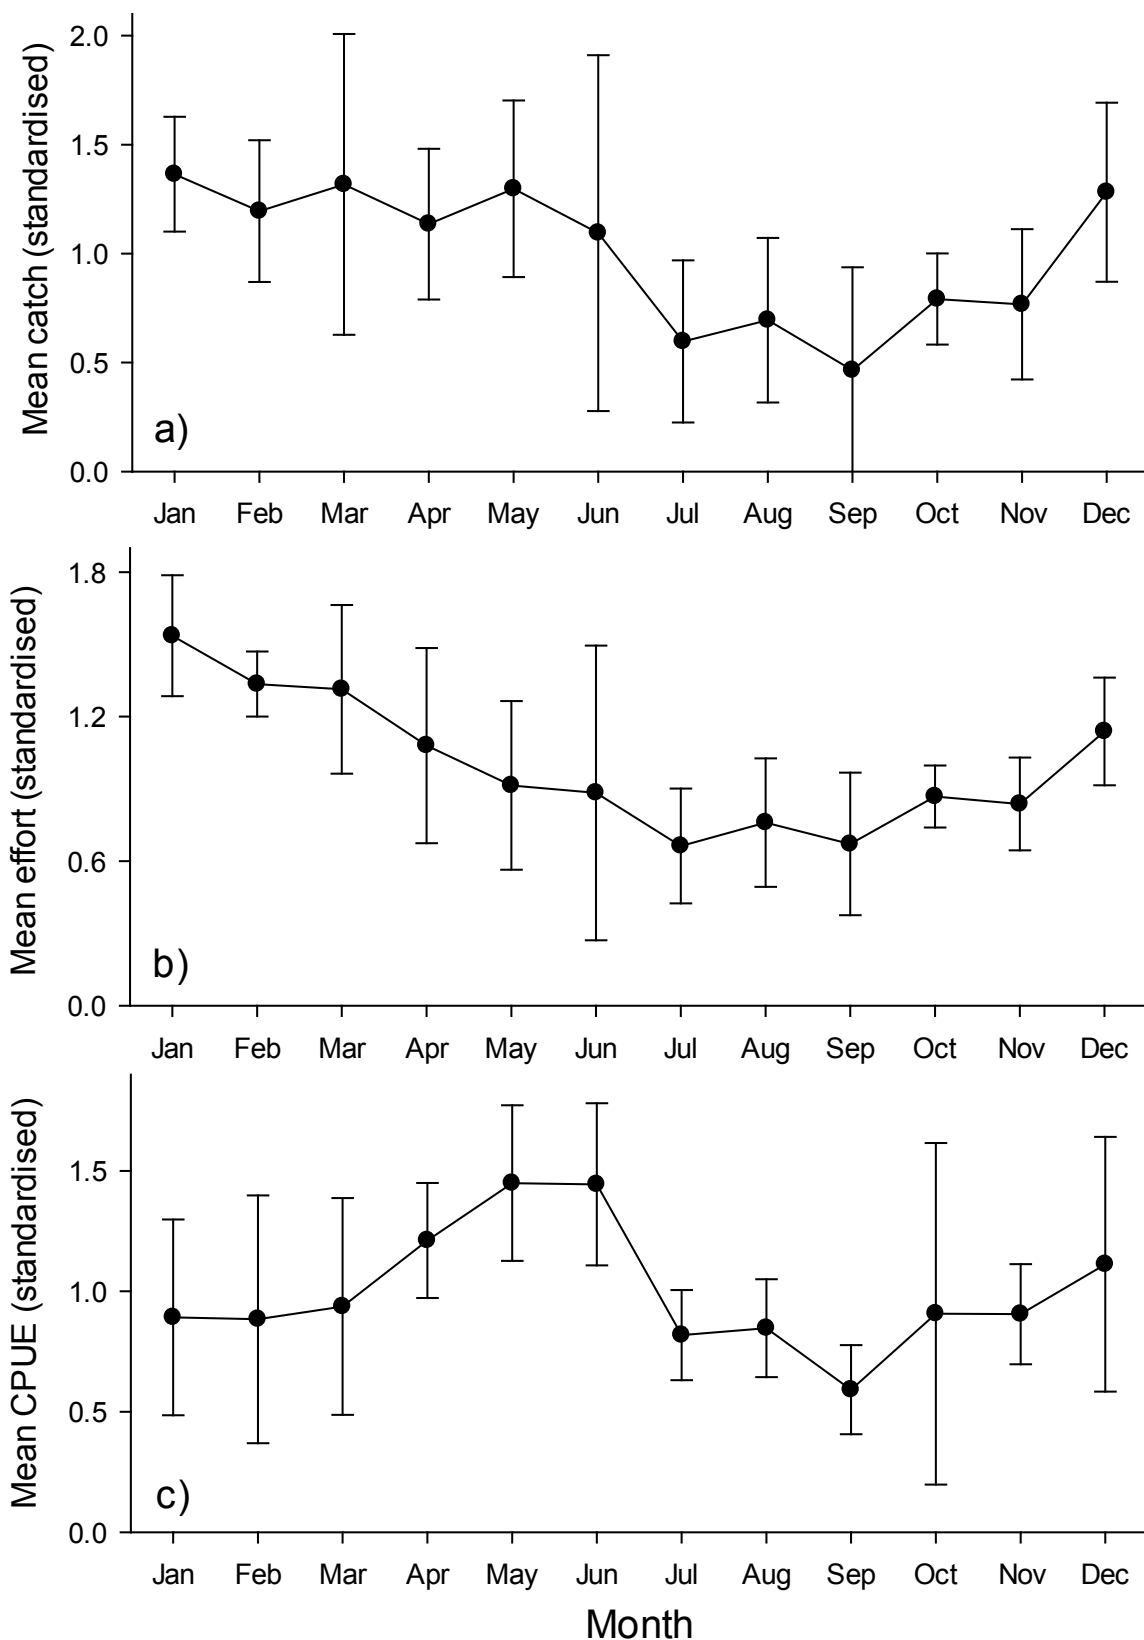 Mean catch (standardised)
2.0
1.5
1.0
0.5
0.0
a)
Jan Feb Mar Apr May Jun Jul Aug Sep Oct Nov Dec
Mean effort (standardised)
1.8
1.2
0.6
0.0
b)
Jan Feb Mar Apr May Jun Jul Aug Sep Oct Nov Dec
Mean CPUE (standardised)
1.5
1.0
0.5
0.0
c)
Jan Feb Mar Apr May Jun Jul Aug Sep Oct Nov Dec
Month